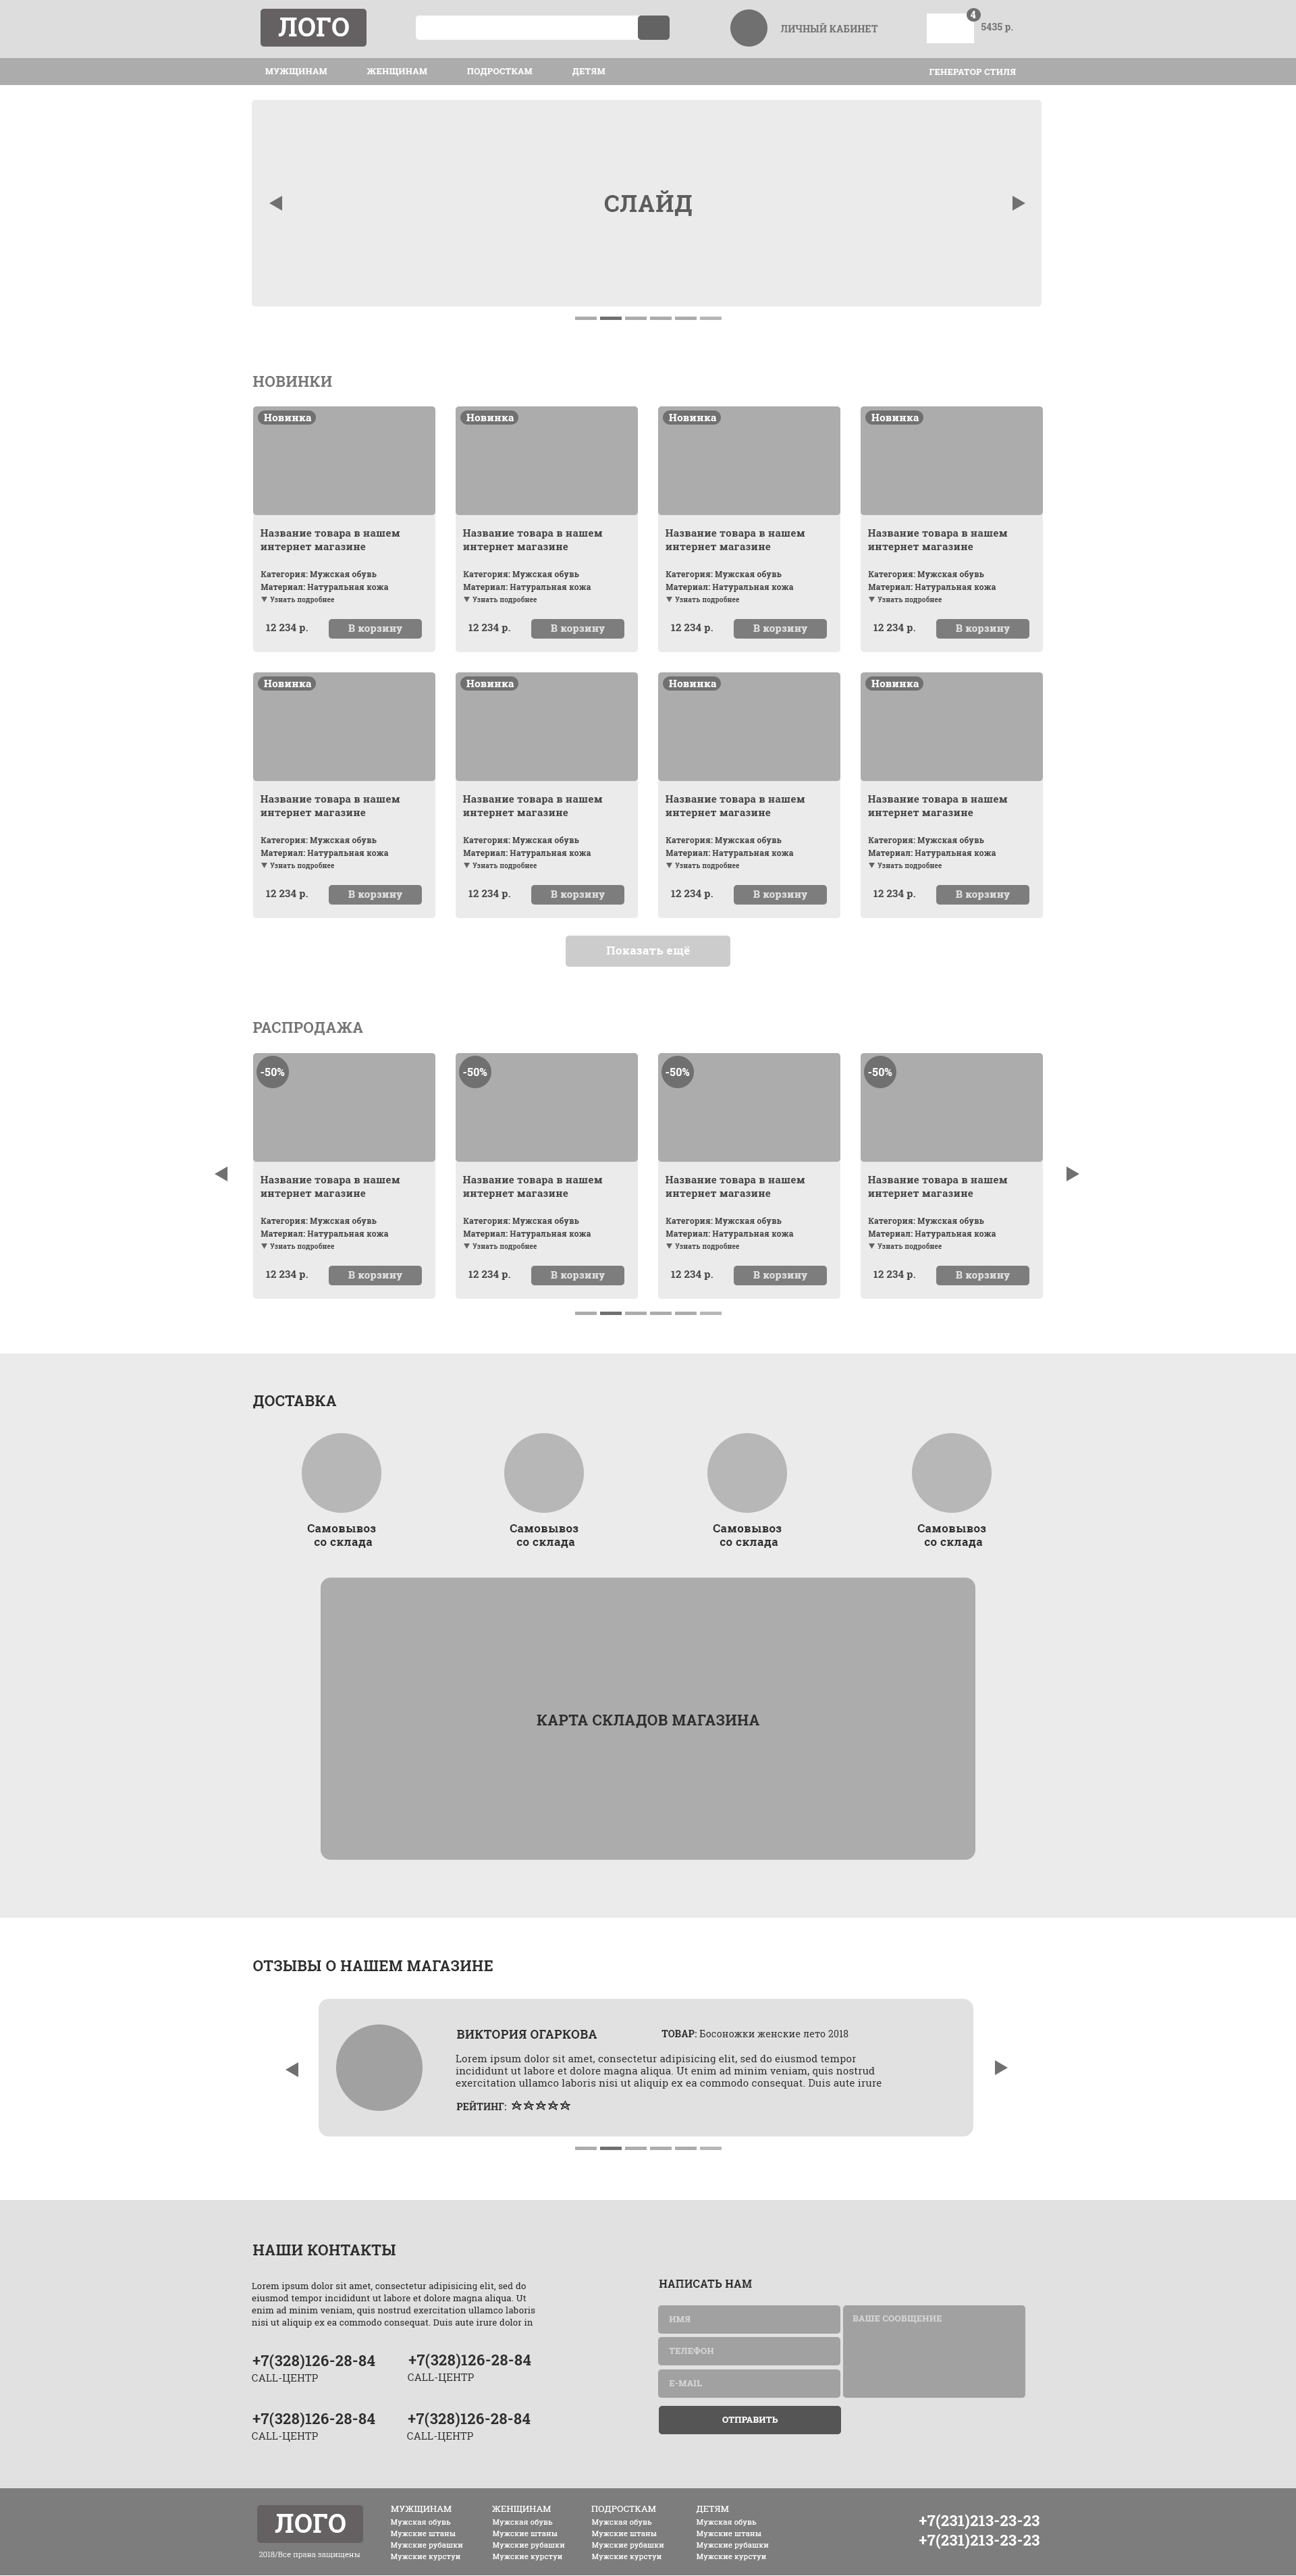 ЛОГО
ЛИЧНЫЙ КАБИНЕТ
4
5435 р.
МУЖЩИНАМ ЖЕНЩИНАМ ПОДРОСТКАМ ДЕТЯМ ГЕНЕРАТОР СТИЛЯ
СЛАЙД
НОВИНКИ
Новинка Новинка Новинка Новинка
Название товара в нашем Название товара в нашем Название товара в нашем Название товара в нашем
интернет магазине интернет магазине интернет магазине интернет магазине
Категория: Мужская обувь Категория: Мужская обувь Категория: Мужская обувь Категория: Мужская обувь
Материал: Натуральная кожа Материал: Натуральная кожа Материал: Натуральная кожа Материал: Натуральная кожа
Узнать подробнее Узнать подробнее Узнать подробнее Узнать подробнее
12 234 р. В корзину 12 234 р. В корзину 12 234 р. В корзину 12 234 р. В корзину
Новинка Новинка Новинка Новинка
Название товара в нашем Название товара в нашем Название товара в нашем Название товара в нашем
интернет магазине интернет магазине интернет магазине интернет магазине
Категория: Мужская обувь Категория: Мужская обувь Категория: Мужская обувь Категория: Мужская обувь
Материал: Натуральная кожа Материал: Натуральная кожа Материал: Натуральная кожа Материал: Натуральная кожа
Узнать подробнее Узнать подробнее Узнать подробнее Узнать подробнее
12 234 р. В корзину 12 234 р. В корзину 12 234 р. В корзину 12 234 р. В корзину
Показать ещё
РАСПРОДАЖА
-50% -50% -50% -50%
Название товара в нашем Название товара в нашем Название товара в нашем Название товара в нашем
интернет магазине интернет магазине интернет магазине интернет магазине
Категория: Мужская обувь Категория: Мужская обувь Категория: Мужская обувь Категория: Мужская обувь
Материал: Натуральная кожа Материал: Натуральная кожа Материал: Натуральная кожа Материал: Натуральная кожа
Узнать подробнее Узнать подробнее Узнать подробнее Узнать подробнее
12 234 р. В корзину 12 234 р. В корзину 12 234 р. В корзину 12 234 р. В корзину
ДОСТАВКА
Самовывоз Самовывоз Самовывоз Самовывоз
со склада со склада со склада со склада
КАРТА СКЛАДОВ МАГАЗИНА
ОТЗЫВЫ О НАШЕМ МАГАЗИНЕ
ВИКТОРИЯ ОГАРКОВА ТОВАР: Босоножки женские лето 2018
Lorem ipsum dolor sit amet, consectetur adipisicing elit, sed do eiusmod tempor
incididunt ut labore et dolore magna aliqua. Ut enim ad minim veniam, quis nostrud
exercitation ullamco laboris nisi ut aliquip ex ea commodo consequat. Duis aute irure
РЕЙТИНГ:
НАШИ КОНТАКТЫ
Lorem ipsum dolor sit amet, consectetur adipisicing elit, sed do
eiusmod tempor incididunt ut labore et dolore magna aliqua. Ut
enim ad minim veniam, quis nostrud exercitation ullamco laboris
nisi ut aliquip ex ea commodo consequat. Duis aute irure dolor in
+7(328)126-28-84 +7(328)126-28-84
CALL-ЦЕНТР CALL-ЦЕНТР
+7(328)126-28-84 +7(328)126-28-84
CALL-ЦЕНТР CALL-ЦЕНТР
НАПИСАТЬ НАМ
ИМЯ
ТЕЛЕФОН
E-MAIL
ВАШЕ СООБЩЕНИЕ
ОТПРАВИТЬ
ЛОГО
2018/Все права защищены
МУЖЩИНАМ ЖЕНЩИНАМ ПОДРОСТКАМ ДЕТЯМ
Мужская обувь Мужская обувь Мужская обувь Мужская обувь
Мужские штаны Мужские штаны Мужские штаны Мужские штаны
Мужские рубашки Мужские рубашки Мужские рубашки Мужские рубашки
Мужские курстуи Мужские курстуи Мужские курстуи Мужские курстуи
+7(231)213-23-23
+7(231)213-23-23